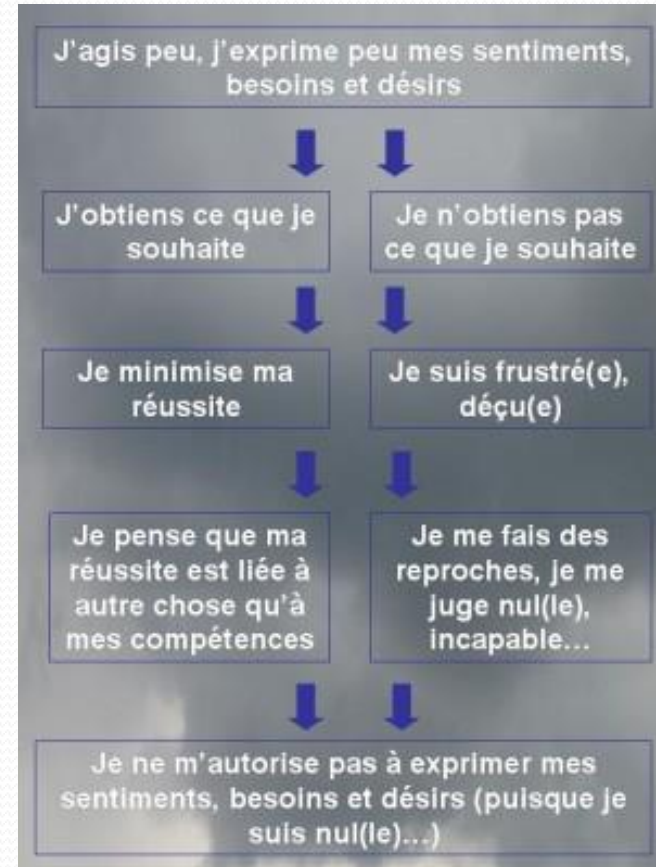 J'agis peu, j'exprime peu mes sentiments,
besoins et désirs
J'obtiens ce que je
souhaite
Je n'obtiens pas
ce que je souhaite
Je minimise ma
réussite
Je suis frustré(e),
déçu(e)
Je pense que ma
réussite est liée à
autre chose qu'à
mes compétences
Je me fais des
reproches, je me
juge nul(le),
incapable...
Je ne m'autorise pas à exprimer mes
sentiments, besoins et désirs (puisque je
suis nul(le)...)